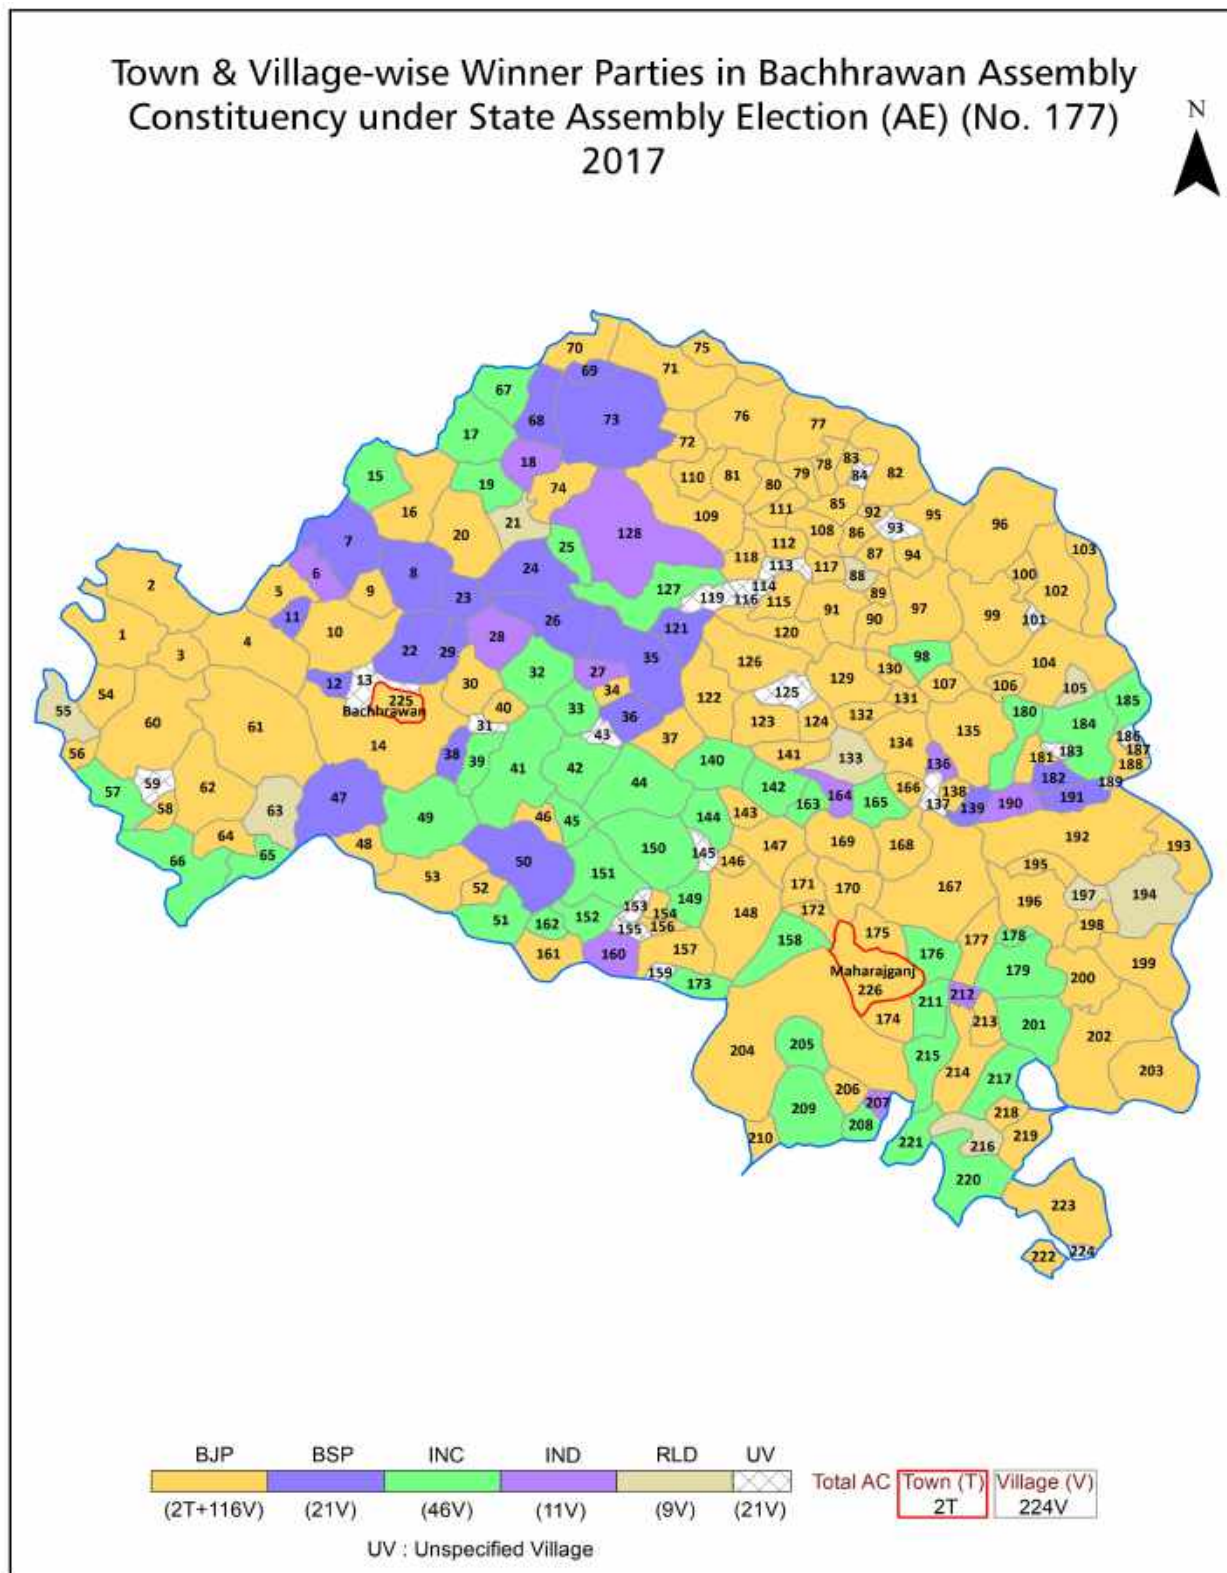 Town & Village-wise Winner Parties in Bachhrawan Assembly
Constituency under State Assembly Election (AE) (No. 177)
2017
N
70 75
69 71
67
68 73 76 77
17 72
18 83
15 19 110 81 80 79 78 84 82
74
16 21 109 111 85 92 95 96
20 128 108 86 93
7 25 118 112 87 94 103
6 8 24 113 117 88 100
2 5 9 127 119 116 114 115 89 102
23 91 90 97 99 101
11 10 26 121 120
1 4 28 98 104
3 22 29 35 126 130
12 13 30 32 27 129 107 106 105
54 225 34 122 125 131 185
55 Bachhrawan 40 33 36 123 124 132 180 184
60 61 31 43 135 186
56 14 37 141 134 181 183 187
38 39 140 133 136 188
59 41 42 44 182 189
57 62 142 164 166 138 190 191
58 47 163 165 137 139
63 49 46 45 144 143 192
64 48 150 147 169 168 193
66 65 50 145 146 195
53 151 171 170 167 197 194
52 149 172 196
51 162 152 153 154 148 198
155 156 158 175 178
161 160 157 176 177 199
159 173 Maharajganj 179 200
226 212
211 213 201
174 202
204 205 215
214 217 203
206
209 207 218
208 219
210 221 216
220
223
222 224
BJP BSP INC IND RLD UV
Total AC Town (T) Village (V)
2T 224V
(2T+116V) (21V) (46V) (11V) (9V) (21V)
UV : Unspecified Village